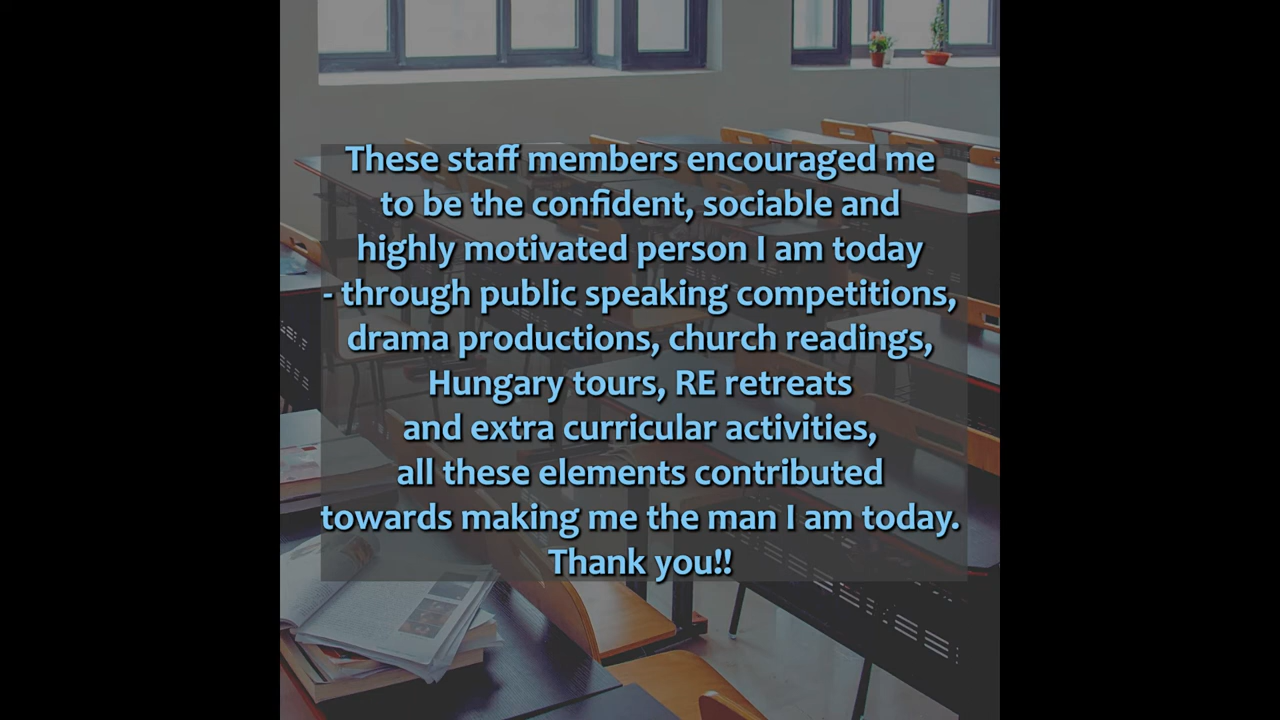 These staff members encouraged me
to be the confident, sociable and
highly motivated person I am today
- through public speaking competitions,
drama productions, church readings,
Hungary tours, RE retreats
and extra curricular activities,
all these elements contributed
towards making me the man I am today.
Thank you!!